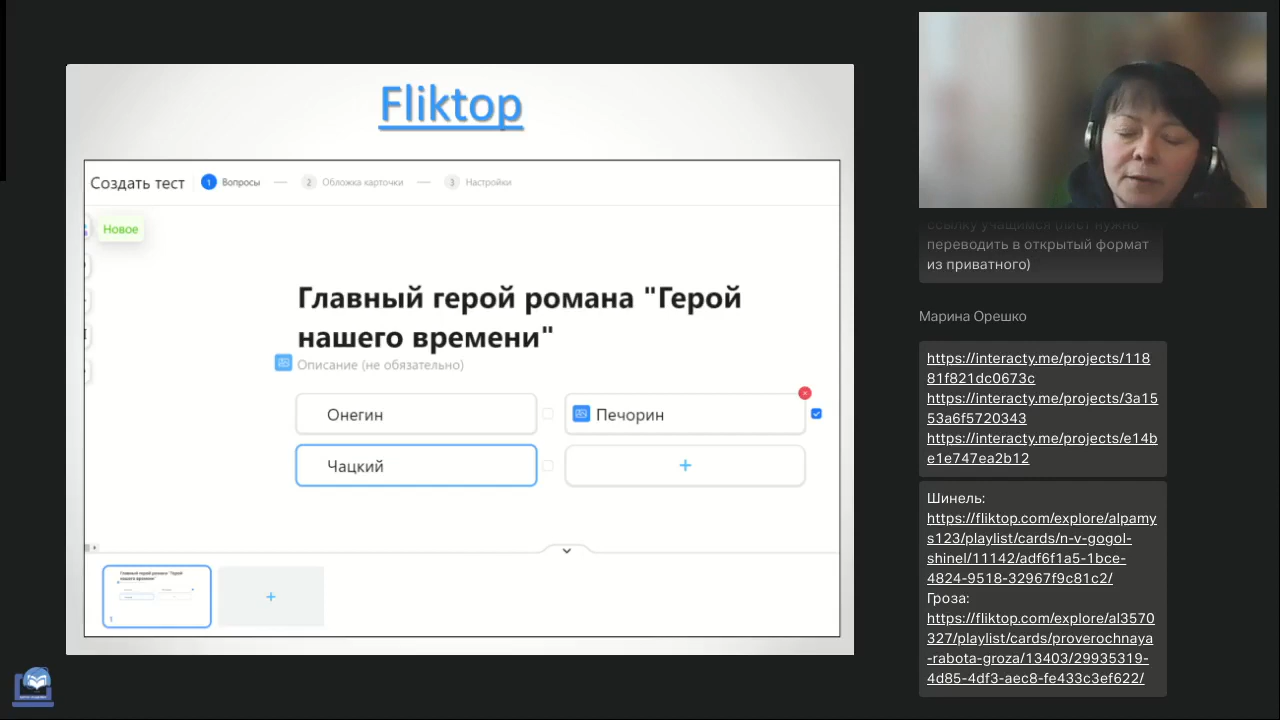 Fliktop
Создать тест
1 Вопросы
2 Обложка карточки
3 Настройки
Новое
Главный герой романа "Герой
нашего времени"
Описание (не обязательно)
Онегин
Печорин
Чацкий
+
Главный герой романа "Герой
нашего времени"
+
ссылку учащимся (лист нужно
переводить в открытый формат
из приватного)
Марина Орешко
https://interacty.me/projects/118
81f821dc0673c
https://interacty.me/projects/3a15
53a6f5720343
https://interacty.me/projects/e14b
e1e747ea2b12
Шинель:
https://fliktop.com/explore/alpamy
s123/playlist/cards/n-v-gogol-
shinel/11142/adf6f1a5-1bce-
4824-9518-32967f9c81c2/
Гроза:
https://fliktop.com/explore/al3570
327/playlist/cards/proverochnaya
-rabota-groza/13403/29935319-
4d85-4df3-aec8-fe433c3ef622/